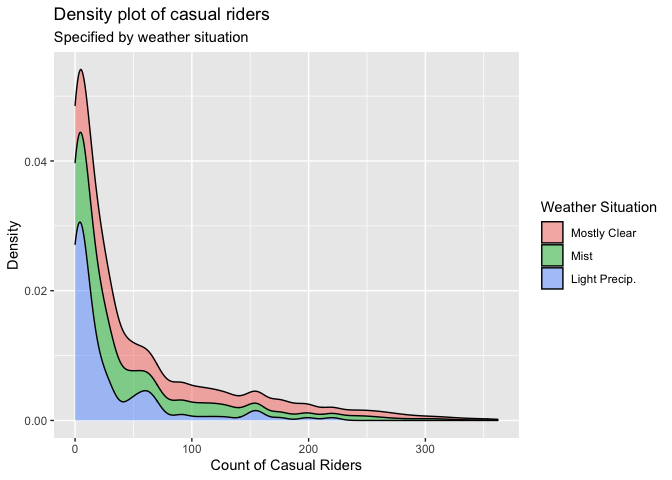 Density plot of casual riders
Specified by weather situation
Density
0.04
0.02
0.00
0
100
200
300
Count of Casual Riders
Weather Situation
Mostly Clear
Mist
Light Precip.